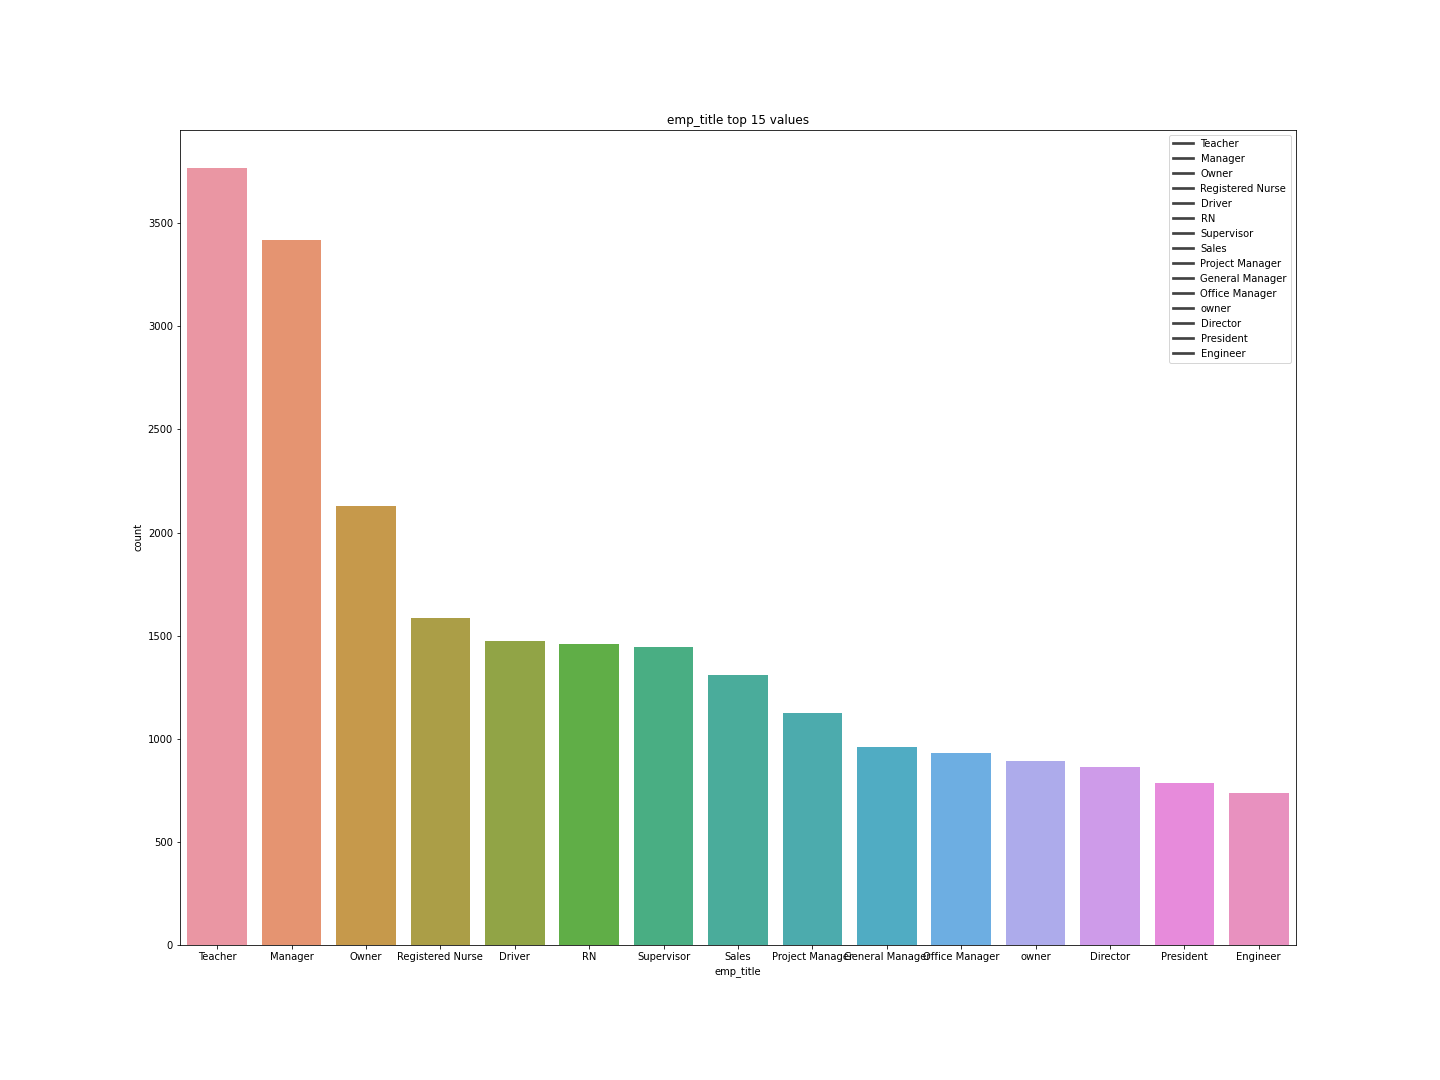 emp_title top 15 values
Teacher
Manager
Owner
Registered Nurse
Driver
RN
Supervisor
Sales
Project Manager
General Manager
Office Manager
owner
Director
President
Engineer
3500
3000
2500
2000
1500
1000
500
0
count
Teacher Manager Owner Registered Nurse Driver RN Supervisor Sales Project Manager General Manager Office Manager owner Director President Engineer
emp_title